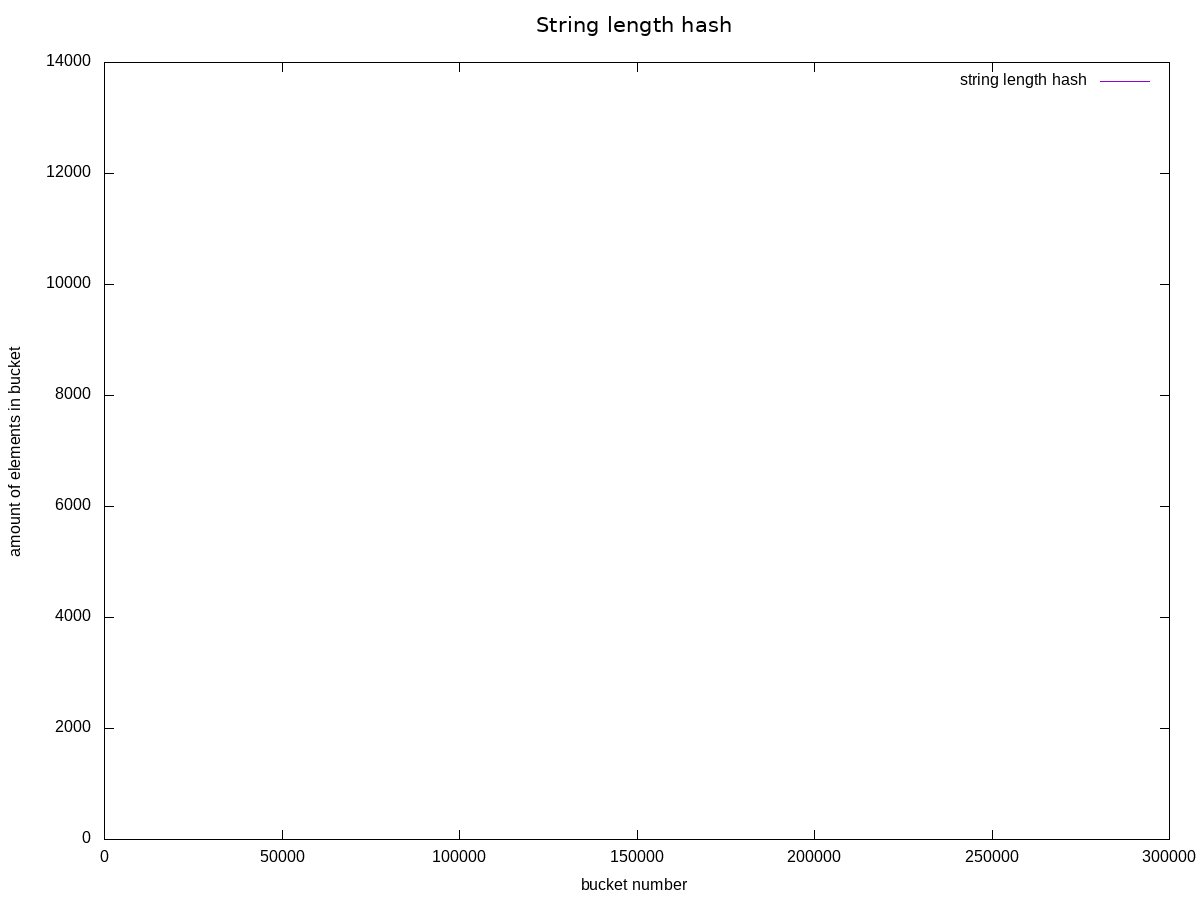 String length hash
string length hash
14000
12000
10000
8000
6000
4000
2000
0
amount of elements in bucket
0 50000 100000 150000 200000 250000 300000
bucket number